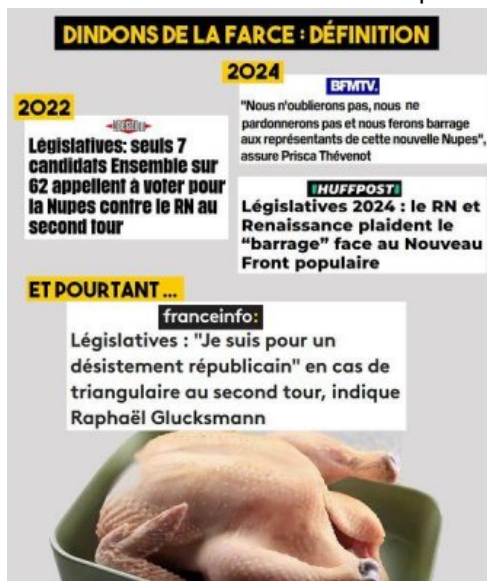 DINDONS DE LA FARCE : DÉFINITION
2022
LIBÉRATION
Législatives: seuls 7
candidats Ensemble sur
62 appellent à voter pour
la Nupes contre le RN au
second tour
2024
BFMTV.
"Nous n'oublierons pas, nous ne
pardonnerons pas et nous ferons barrage
aux représentants de cette nouvelle Nupes",
assure Prisca Thévenot
IHUFFPOSTI
Législatives 2024 : le RN et
Renaissance plaident le
“barrage” face au Nouveau
Front populaire
ET POURTANT ...
franceinfo:
Législatives : "Je suis pour un
désistement républicain" en cas de
triangulaire au second tour, indique
Raphaël Glucksmann